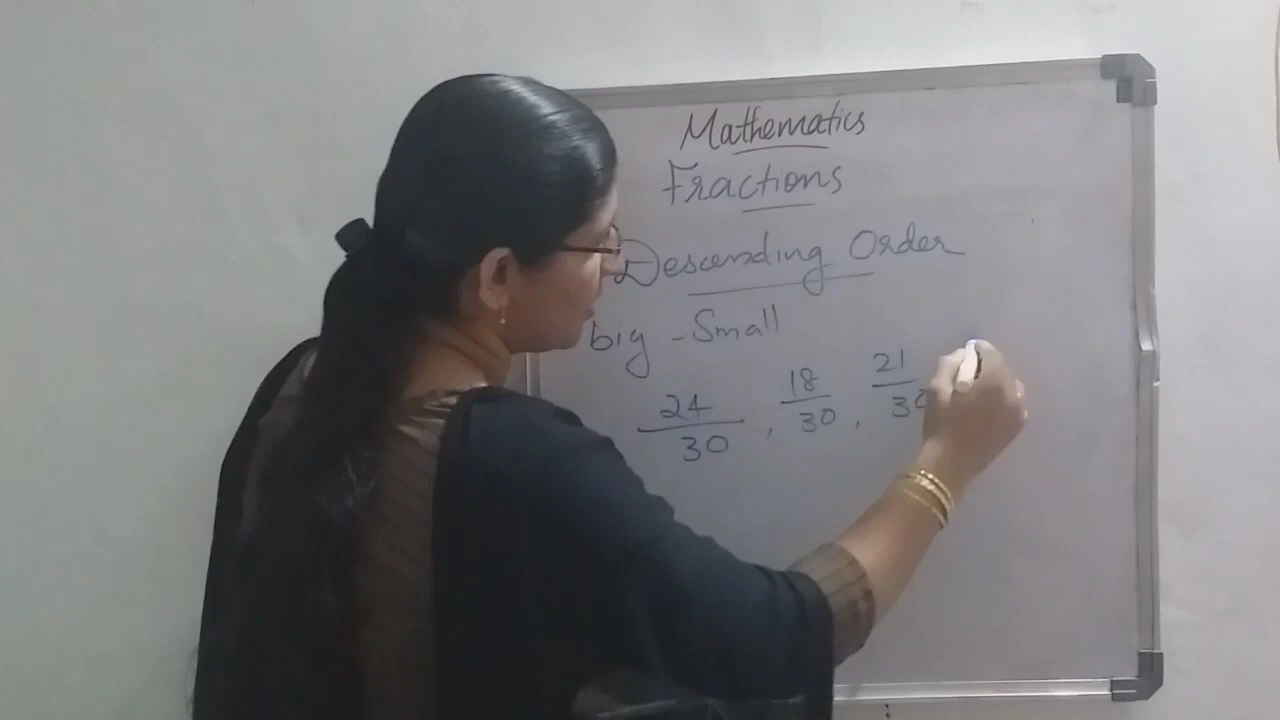 Mathematics
Fractions
Descending Order
big - Small
24/30, 18/30, 21/30